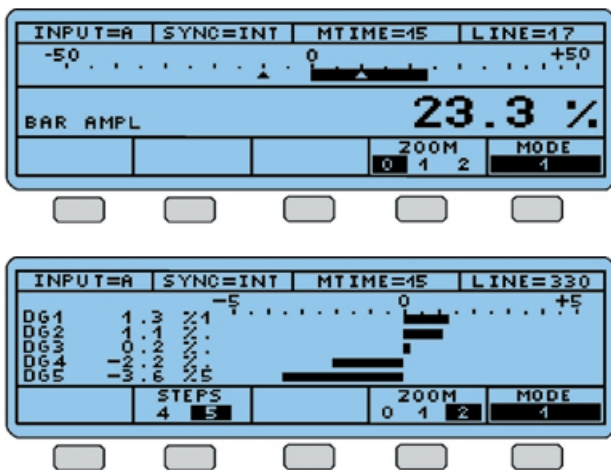 INPUT=A SYNC=INT MTIME=15 LINE=17
-50 0 +50
BAR AMPL 23.3 %
ZOOM MODE
0 1 2 1
INPUT=A SYNC=INT MTIME=15 LINE=330
-5 0 +5
DG1 1.3 %1
DG2 1.1 %.
DG3 0.2 %.
DG4 -2.2 %.
DG5 -3.6 %5
STEPS ZOOM MODE
4 5 0 1 2 1